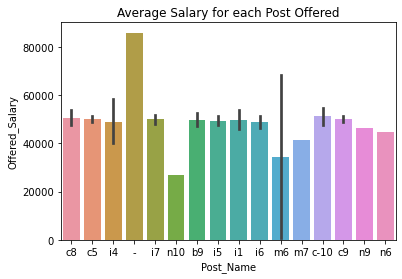 Average Salary for each Post Offered
80000
60000
40000
20000
0
Offered_Salary
c8 c5 i4 - i7 n10 b9 i5 i1 i6 m6 m7 c-10 c9 n9 n6
Post_Name